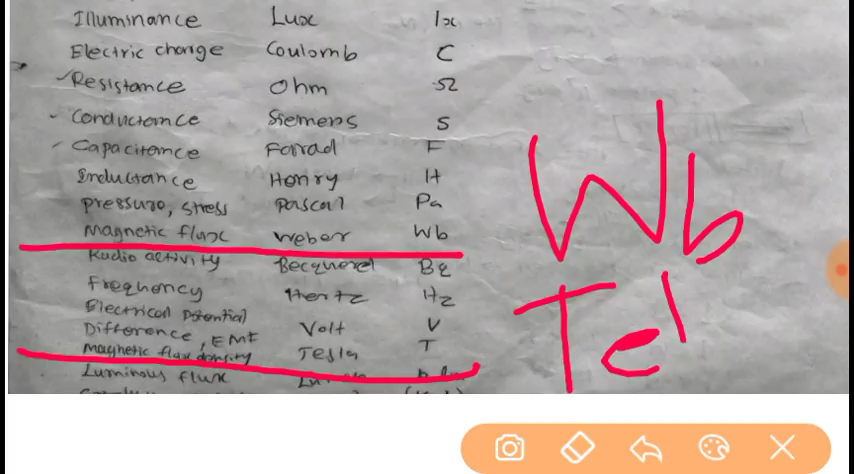 Illuminance Lux lx
Electric charge Coulomb C
Resistance Ohm Ω
Conductance Siemens S
Capacitance Farrad F
Inductance Henry H
Pressure, stress Pascal Pa
Magnetic flux Weber Wb
Radio activity Becquerel Bq
Frequency Hertz Hz
Electrical potential
Difference, EMF Volt V
Magnetic flux density Tesla T
Luminous flux
Wb
Tel